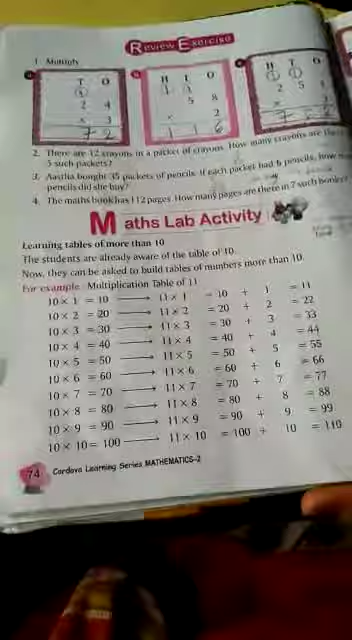 Review Exercise
1. Multiply
a T O
1
2 4
× 3
7 2
b H T O
1 1
5 8
× 2
1 1 6
c H T O
1 1
2 5
7
2. There are 12 crayons in a packet of crayons. How many crayons are there
5 such packets?
3. Aastha bought 35 packets of pencils. If each packet had 6 pencils, how
pencils did she buy?
4. The maths book has 112 pages. How many pages are there in 7 such books?
Maths Lab Activity
Learning tables of more than 10
The students are already aware of the table of 10.
Now, they can be asked to build tables of numbers more than 10.
For example: Multiplication Table of 11
10 × 1 = 10 → 11 × 1 = 10 + 1 = 11
10 × 2 = 20 → 11 × 2 = 20 + 2 = 22
10 × 3 = 30 → 11 × 3 = 30 + 3 = 33
10 × 4 = 40 → 11 × 4 = 40 + 4 = 44
10 × 5 = 50 → 11 × 5 = 50 + 5 = 55
10 × 6 = 60 → 11 × 6 = 60 + 6 = 66
10 × 7 = 70 → 11 × 7 = 70 + 7 = 77
10 × 8 = 80 → 11 × 8 = 80 + 8 = 88
10 × 9 = 90 → 11 × 9 = 90 + 9 = 99
10 × 10 = 100 → 11 × 10 = 100 + 10 = 110
74 Cordova Learning Series MATHEMATICS–2